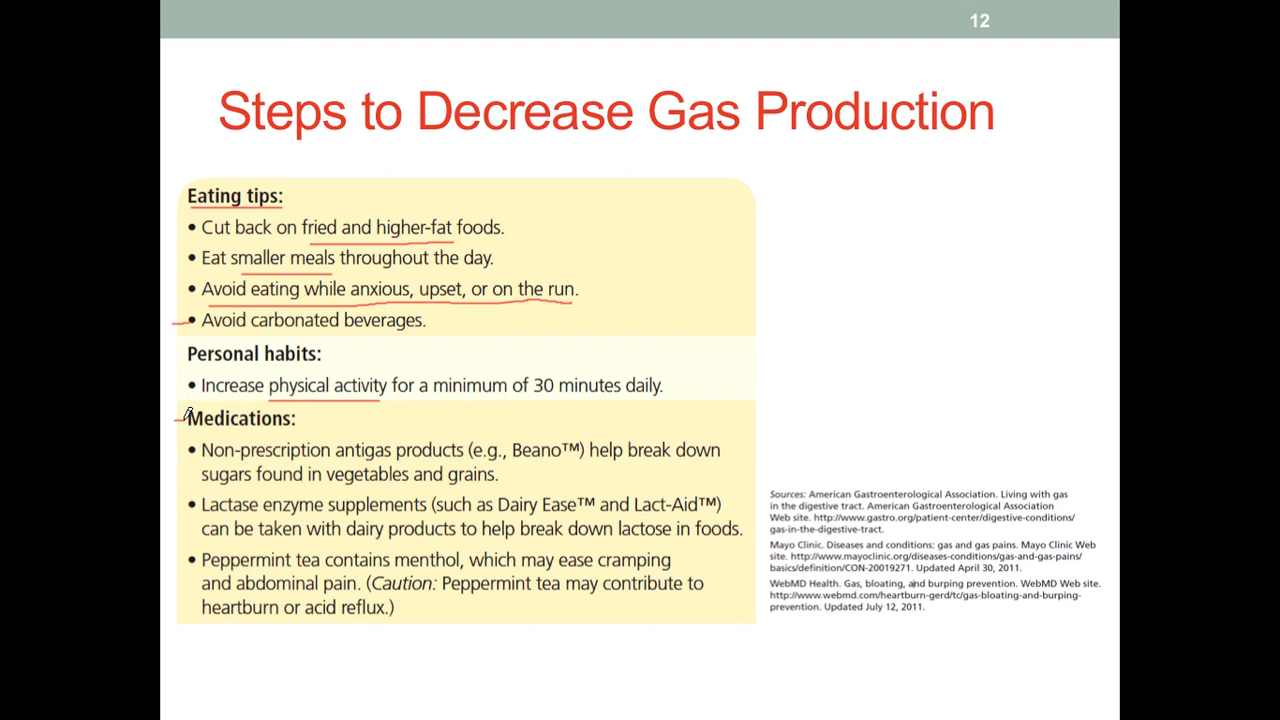 12
Steps to Decrease Gas Production
Eating tips:
• Cut back on fried and higher-fat foods.
• Eat smaller meals throughout the day.
• Avoid eating while anxious, upset, or on the run.
• Avoid carbonated beverages.
Personal habits:
• Increase physical activity for a minimum of 30 minutes daily.
Medications:
• Non-prescription antigas products (e.g., Beano™) help break down
sugars found in vegetables and grains.
• Lactase enzyme supplements (such as Dairy Ease™ and Lact-Aid™)
can be taken with dairy products to help break down lactose in foods.
• Peppermint tea contains menthol, which may ease cramping
and abdominal pain. (Caution: Peppermint tea may contribute to
heartburn or acid reflux.)
Sources: American Gastroenterological Association. Living with gas
in the digestive tract. American Gastroenterological Association
Web site. http://www.gastro.org/patient-center/digestive-conditions/
gas-in-the-digestive-tract.
Mayo Clinic. Diseases and conditions: gas and gas pains. Mayo Clinic Web
site. http://www.mayoclinic.org/diseases-conditions/gas-and-gas-pains/
basics/definition/CON-20019271. Updated April 30, 2011.
WebMD Health. Gas, bloating, and burping prevention. WebMD Web site.
http://www.webmd.com/heartburn-gerd/tc/gas-bloating-and-burping-
prevention. Updated July 12, 2011.